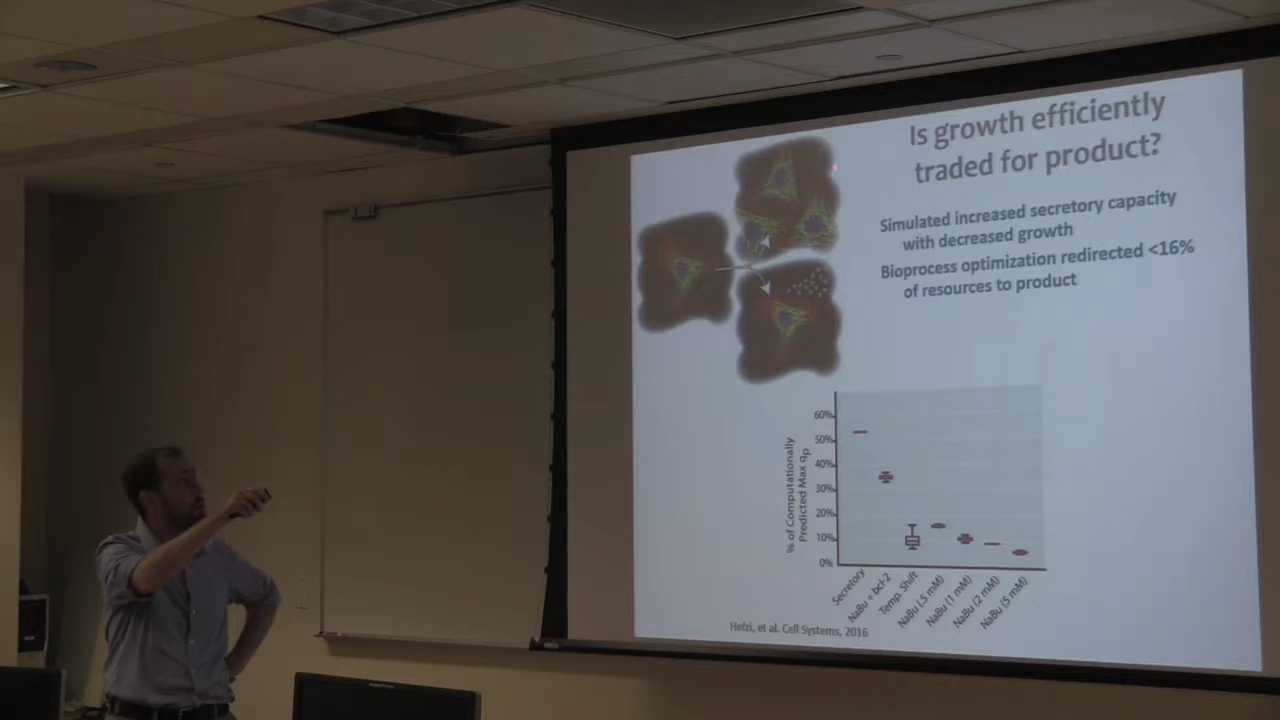 Is growth efficiently
traded for product?
Simulated increased secretory capacity
with decreased growth
Bioprocess optimization redirected <16%
of resources to product
% of Computationally
Predicted Max qp
60%
50%
40%
30%
20%
10%
0%
Secretory
NaBu + bcl-2
Temp. Shift
NaBu (.5 mM)
NaBu (1 mM)
NaBu (2 mM)
NaBu (5 mM)
Hefzi, et al. Cell Systems, 2016